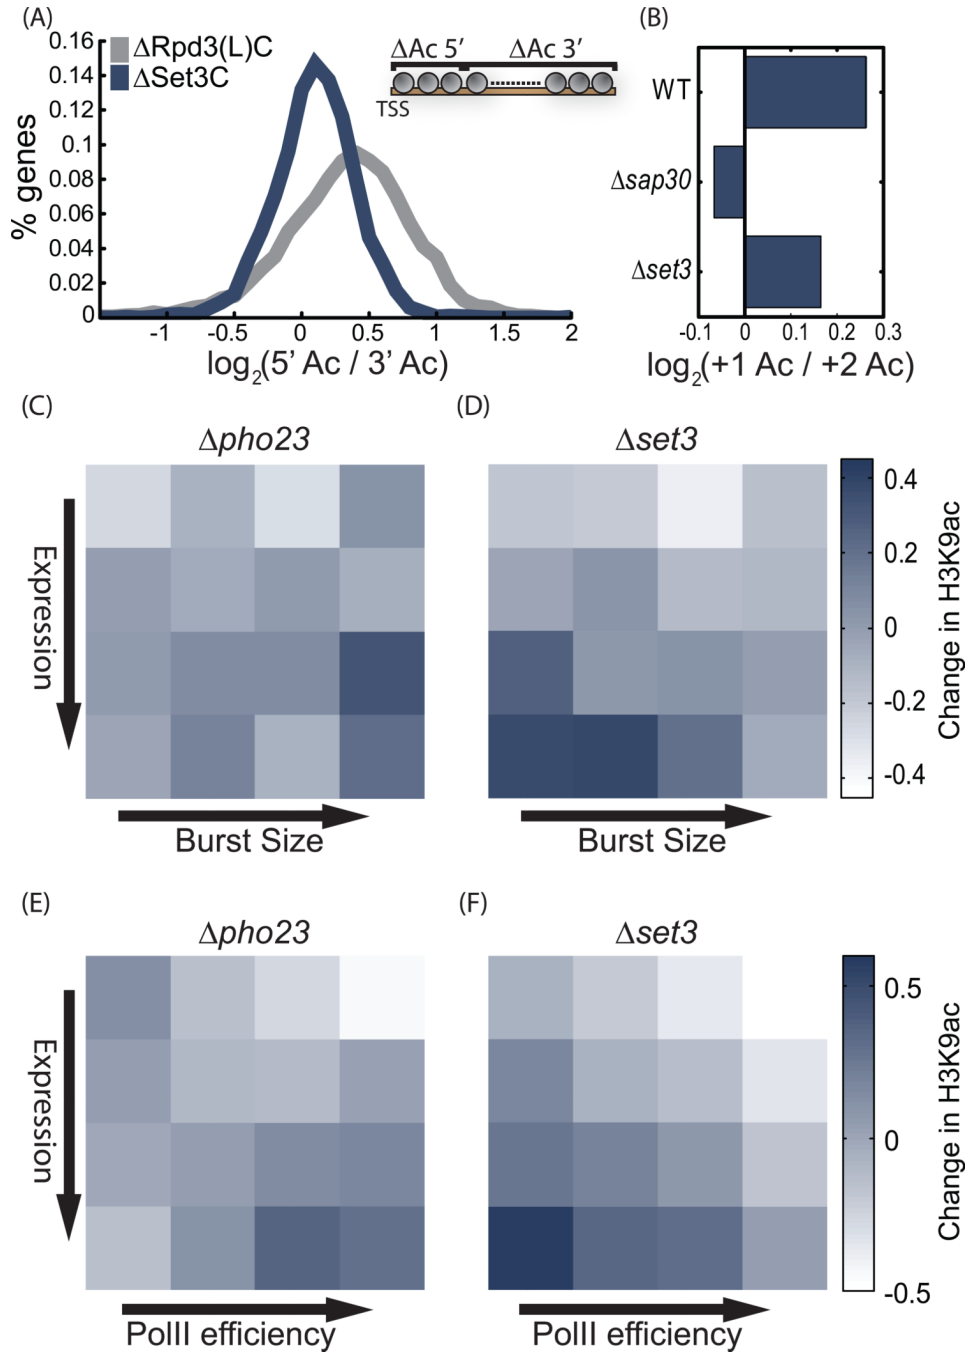 (A)
ΔRpd3(L)C
ΔSet3C
ΔAc 5′
ΔAc 3′
TSS
0.16
0.14
0.12
0.1
0.08
0.06
0.04
0.02
0
% genes
-1
-0.5
0
0.5
1
1.5
2
log2(5’ Ac / 3’ Ac)
(B)
WT
Δsap30
Δset3
-0.1
0
0.1
0.2
0.3
log2(+1 Ac / +2 Ac)
(C)
Δpho23
Expression
Burst Size
(D)
Δset3
Burst Size
0.4
0.2
0
-0.2
-0.4
Change in H3K9ac
(E)
Δpho23
Expression
PolII efficiency
(F)
Δset3
PolII efficiency
0.5
0
-0.5
Change in H3K9ac